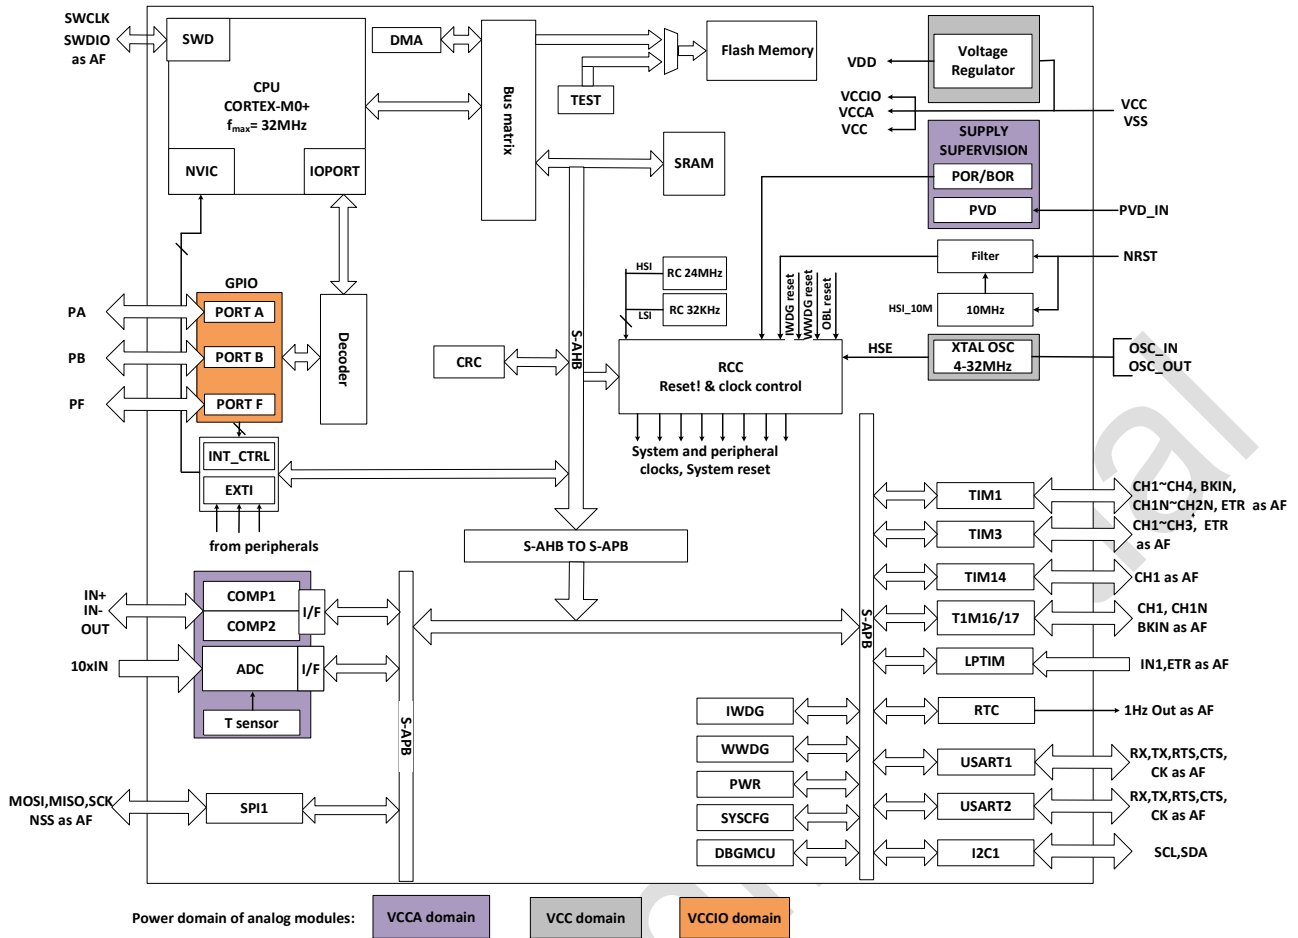 SWCLK
SWDIO
as AF
SWD
CPU
CORTEX-M0+
fmax= 32MHz
NVIC
IOPORT
DMA
Bus matrix
TEST
Flash Memory
SRAM
VDD
VCCIO
VCCA
VCC
Voltage
Regulator
VCC
VSS
SUPPLY
SUPERVISION
POR/BOR
PVD
PVD_IN
Filter
NRST
HSI_10M
10MHz
HSI
RC 24MHz
LSI
RC 32KHz
IWDG reset
WWDG reset
OBL reset
GPIO
PA
PORT A
PB
PORT B
PF
PORT F
Decoder
CRC
S-AHB
RCC
Reset! & clock control
HSE
XTAL OSC
4-32MHz
OSC_IN
OSC_OUT
System and peripheral
clocks, System reset
INT_CTRL
EXTI
from peripherals
S-AHB TO S-APB
IN+
IN-
OUT
COMP1
COMP2
I/F
10xIN
ADC
I/F
T sensor
S-APB
MOSI,MISO,SCK
NSS as AF
SPI1
S-APB
TIM1
CH1~CH4, BKIN,
CH1N~CH2N, ETR as AF
TIM3
CH1~CH3, ETR
as AF
TIM14
CH1 as AF
T1M16/17
CH1, CH1N
BKIN as AF
LPTIM
IN1,ETR as AF
IWDG
RTC
1Hz Out as AF
WWDG
USART1
RX,TX,RTS,CTS,
CK as AF
PWR
SYSCFG
USART2
RX,TX,RTS,CTS,
CK as AF
DBGMCU
I2C1
SCL,SDA
Power domain of analog modules:
VCCA domain
VCC domain
VCCIO domain